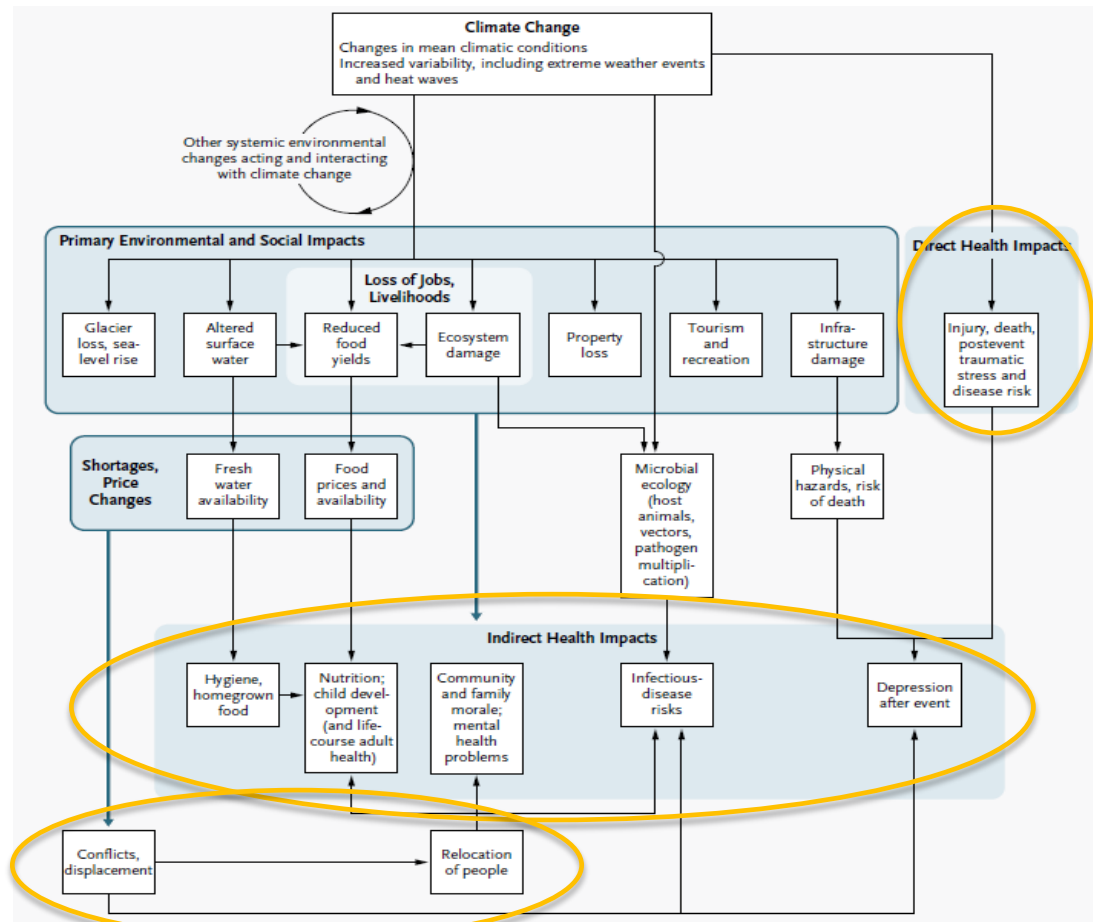 Climate Change
Changes in mean climatic conditions
Increased variability, including extreme weather events
and heat waves
Other systemic environmental
changes acting and interacting
with climate change
Primary Environmental and Social Impacts
Direct Health Impacts
Loss of Jobs,
Livelihoods
Glacier
loss, sea-
level rise
Altered
surface
water
Reduced
food
yields
Ecosystem
damage
Property
loss
Tourism
and
recreation
Infra-
structure
damage
Injury, death,
postevent
traumatic
stress and
disease risk
Shortages,
Price
Changes
Fresh
water
availability
Food
prices and
availability
Microbial
ecology
(host
animals,
vectors,
pathogen
multipli-
cation)
Physical
hazards, risk
of death
Indirect Health Impacts
Hygiene,
homegrown
food
Nutrition;
child devel-
opment
(and life-
course adult
health)
Community
and family
morale;
mental
health
problems
Infectious-
disease
risks
Depression
after event
Conflicts,
displacement
Relocation
of people